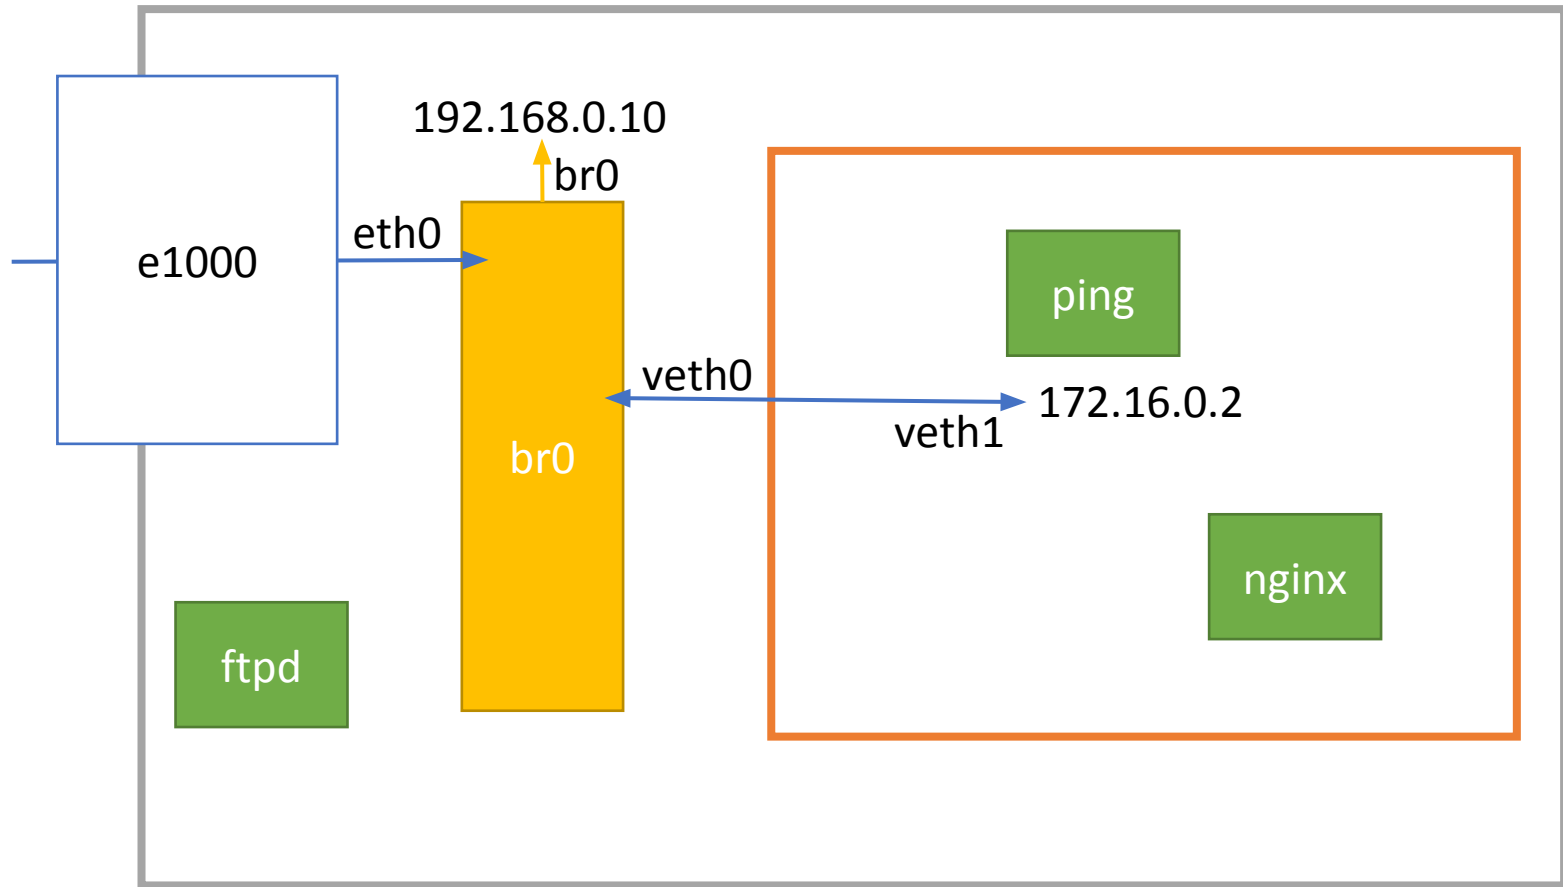 192.168.0.10
br0
eth0
e1000
ping
veth0
172.16.0.2
veth1
br0
nginx
ftpd